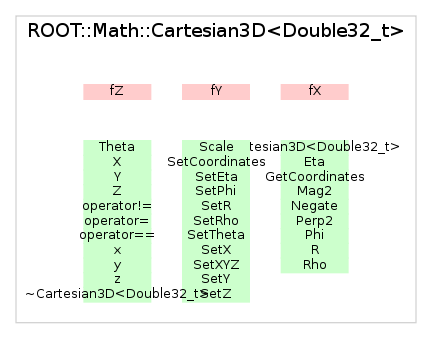 ROOT::Math::Cartesian3D<Double32_t>
fZ fY fX
Theta Scale tesian3D<Double32_t>
X SetCoordinates Eta
Y SetEta GetCoordinates
Z SetPhi Mag2
operator!= SetR Negate
operator= SetRho Perp2
operator== SetTheta Phi
x SetX R
y SetXYZ Rho
z SetY
~Cartesian3D<Double32_t> SetZ